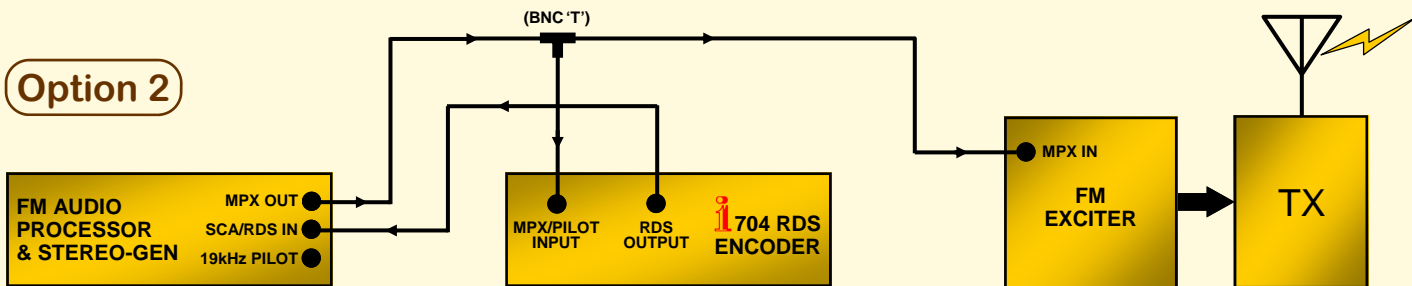 (BNC ‘T’)
Option 2
FM AUDIO
PROCESSOR
& STEREO-GEN
MPX OUT
SCA/RDS IN
19kHz PILOT
MPX/PILOT
INPUT
RDS
OUTPUT
i704 RDS
ENCODER
MPX IN
FM
EXCITER
TX